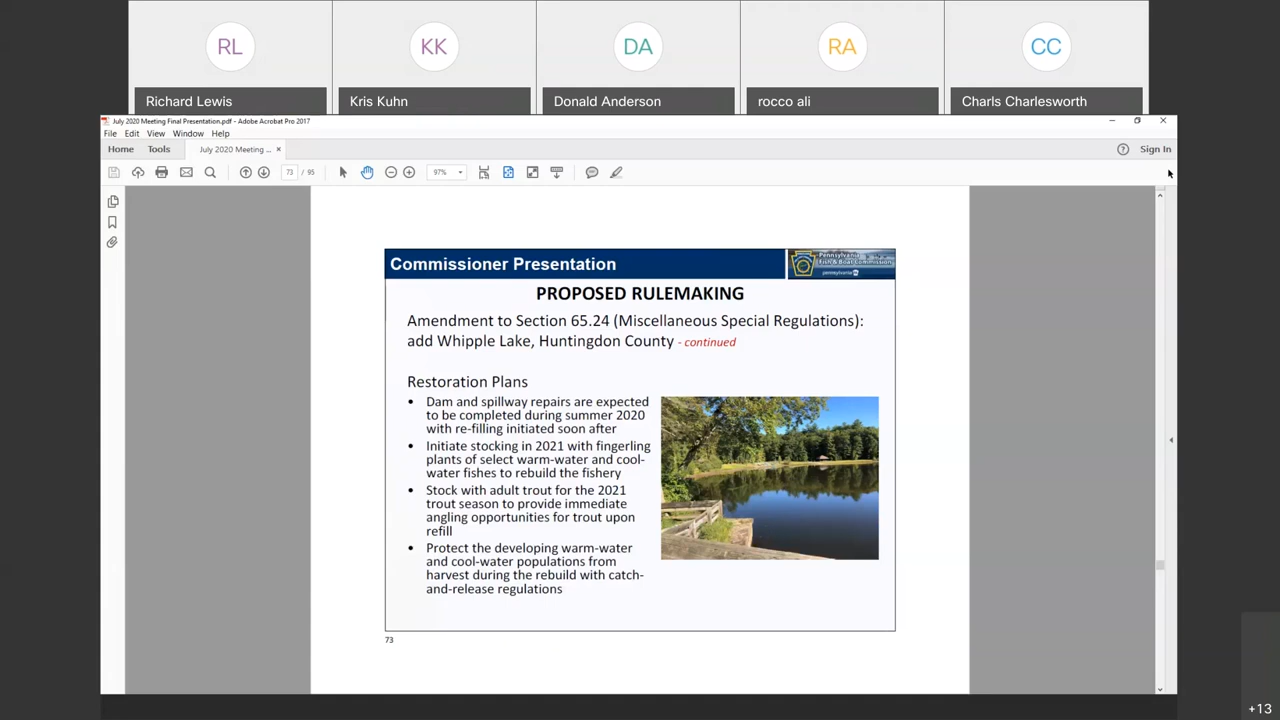 RL
KK
DA
RA
CC
Richard Lewis
Kris Kuhn
Donald Anderson
rocco ali
Charls Charlesworth
July 2020 Meeting Final Presentation.pdf - Adobe Acrobat Pro 2017
File Edit View Window Help
Home Tools July 2020 Meeting ... × Sign In
73 / 95 97%
Commissioner Presentation
Pennsylvania
Fish & Boat Commission
pennsylvania
PROPOSED RULEMAKING
Amendment to Section 65.24 (Miscellaneous Special Regulations):
add Whipple Lake, Huntingdon County - continued
Restoration Plans
• Dam and spillway repairs are expected
to be completed during summer 2020
with re-filling initiated soon after
• Initiate stocking in 2021 with fingerling
plants of select warm-water and cool-
water fishes to rebuild the fishery
• Stock with adult trout for the 2021
trout season to provide immediate
angling opportunities for trout upon
refill
• Protect the developing warm-water
and cool-water populations from
harvest during the rebuild with catch-
and-release regulations
73
+13